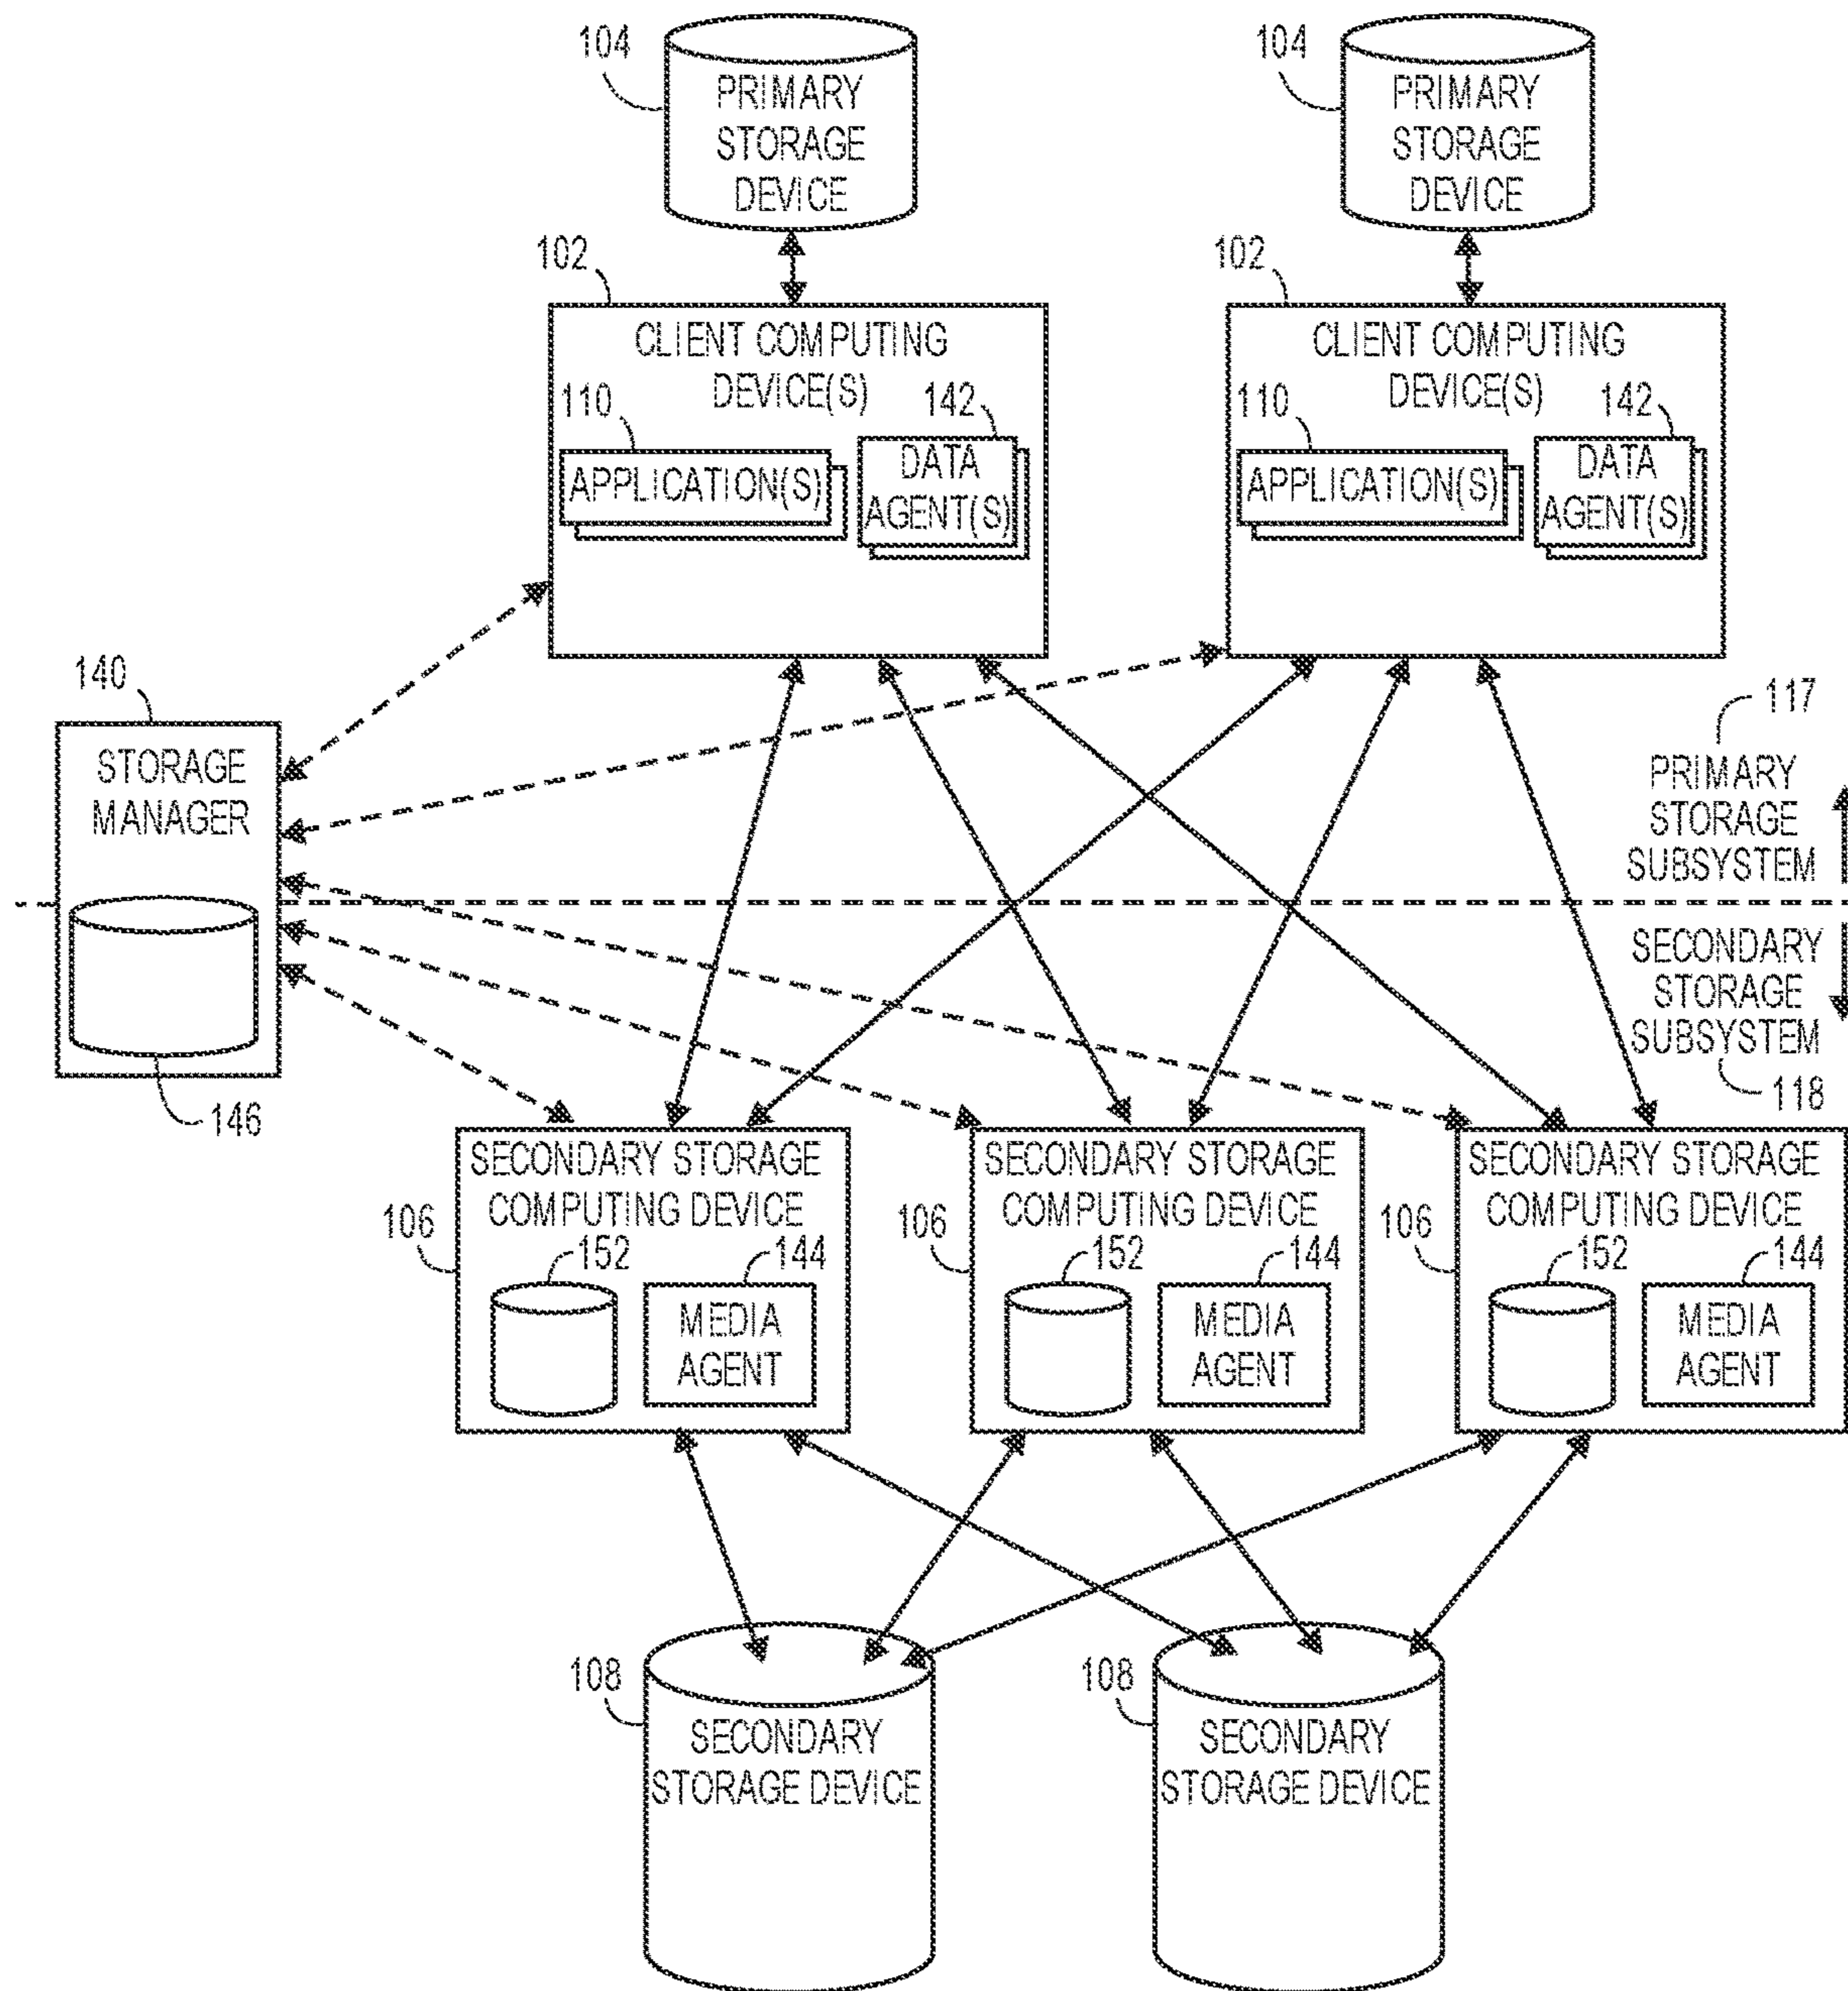 104
PRIMARY
STORAGE
DEVICE
104
PRIMARY
STORAGE
DEVICE
102
CLIENT COMPUTING
DEVICE(S)
110
142
APPLICATION(S)
DATA
AGENT(S)
102
CLIENT COMPUTING
DEVICE(S)
110
142
APPLICATION(S)
DATA
AGENT(S)
140
STORAGE
MANAGER
146
117
PRIMARY
STORAGE
SUBSYSTEM
SECONDARY
STORAGE
SUBSYSTEM
118
106
SECONDARY STORAGE
COMPUTING DEVICE
152
144
MEDIA
AGENT
106
SECONDARY STORAGE
COMPUTING DEVICE
152
144
MEDIA
AGENT
106
SECONDARY STORAGE
COMPUTING DEVICE
152
144
MEDIA
AGENT
108
SECONDARY
STORAGE DEVICE
108
SECONDARY
STORAGE DEVICE